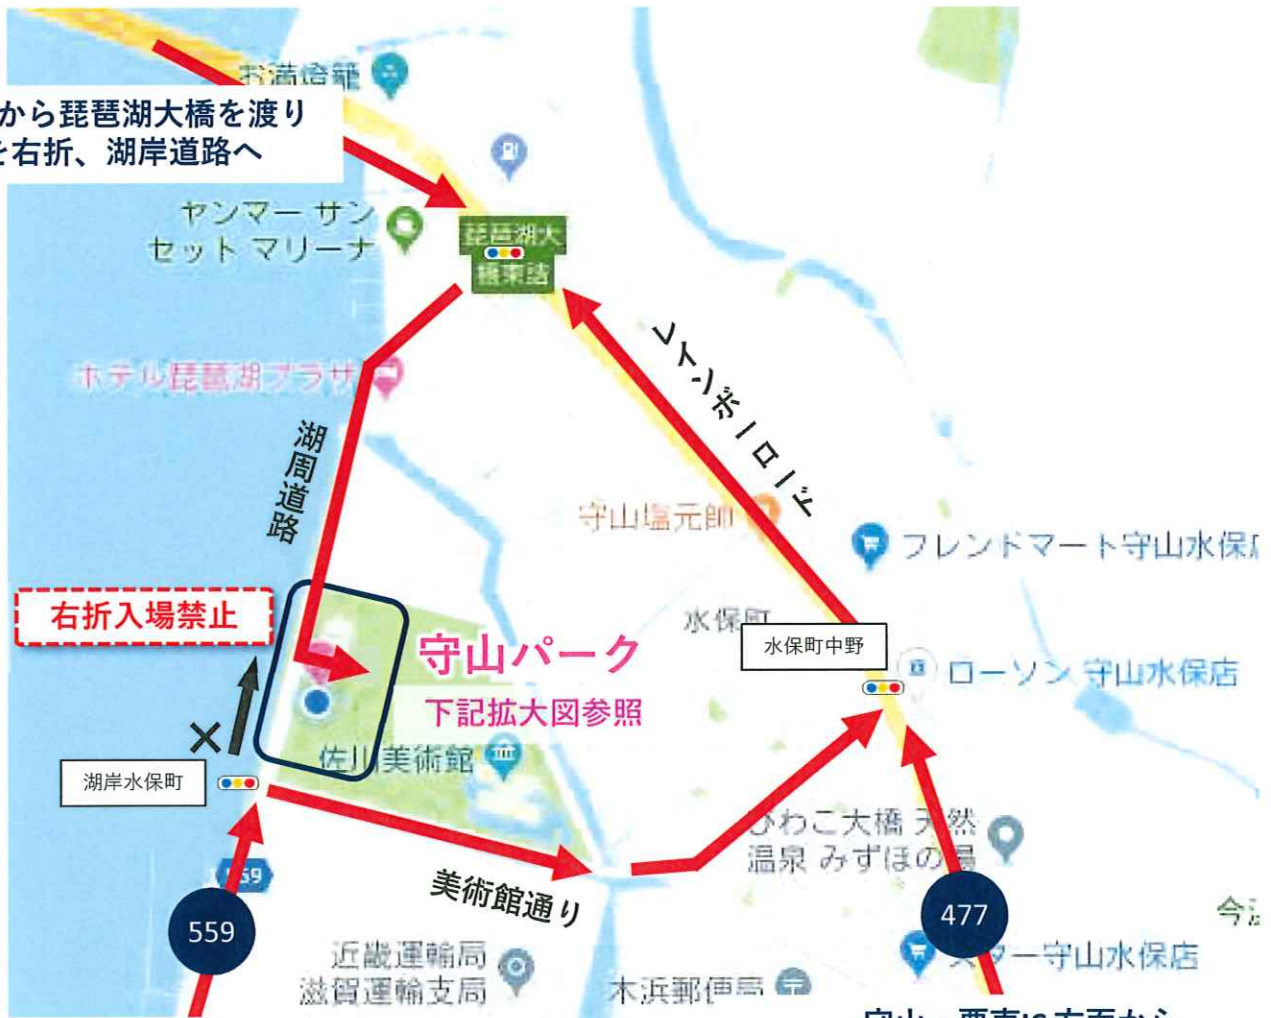 お満燈籠
から琵琶湖大橋を渡り
を右折、湖岸道路へ
ヤンマー サン
セット マリーナ
琵琶湖大
橋東詰
レインボーロード
ホテル琵琶湖プラザ
湖周道路
守山塩元帥
フレンドマート守山水保店
右折入場禁止
水保町
水保町中野
守山パーク
下記拡大図参照
ローソン 守山水保店
×
佐川美術館
湖岸水保町
びわこ大橋 天然
温泉 みずほの湯
559
美術館通り
559
477
近畿運輸局
滋賀運輸支局
木浜郵便局
守山水保店